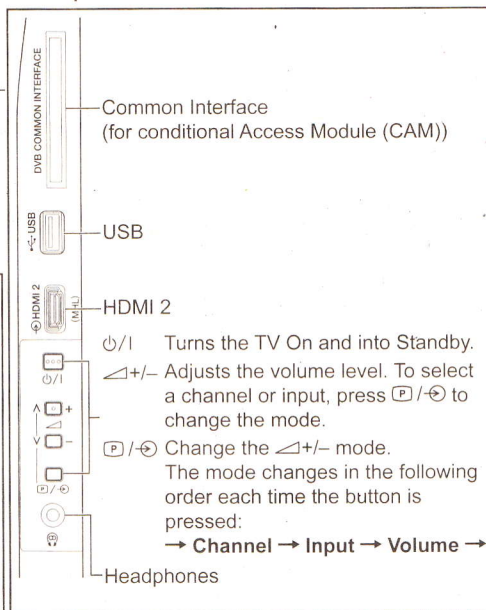 DVB COMMON INTERFACE
Common Interface
(for conditional Access Module (CAM))
USB
USB
HDMI 2
(MHL)
HDMI 2
⏻/I Turns the TV On and into Standby.
⊿+/– Adjusts the volume level. To select
a channel or input, press P/ to
change the mode.
P/ Change the ⊿+/– mode.
The mode changes in the following
order each time the button is
pressed:
→ Channel → Input → Volume →
⏻/I
+
⊿
–
P/
Headphones